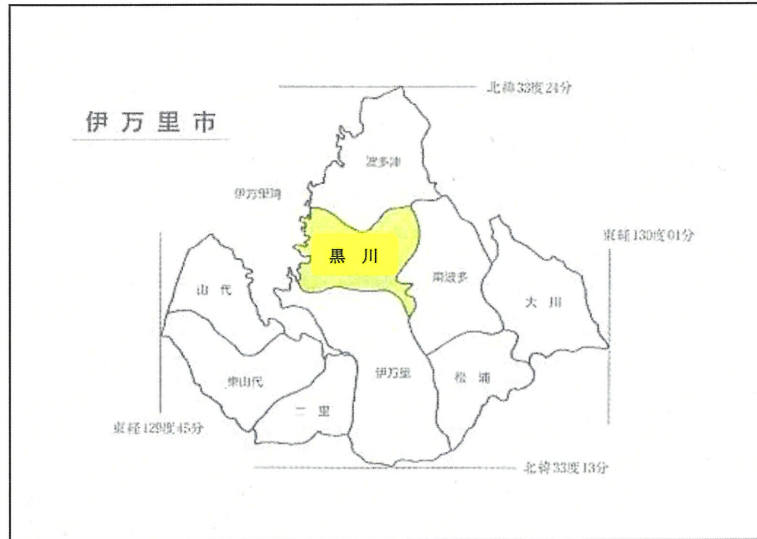 北緯33度24分
伊万里市
波多津
伊万里湾
黒 川
東経130度01分
南波多
山 代
大 川
東山代
伊万里
松 浦
二 里
東経129度45分
北緯33度13分